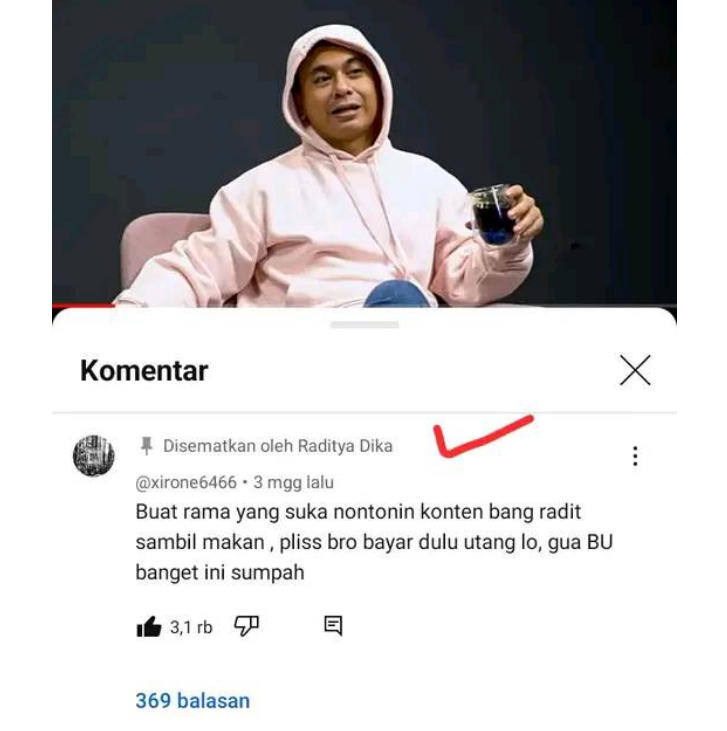 Komentar
Disematkan oleh Raditya Dika
@xirone6466 • 3 mgg lalu
Buat rama yang suka nontonin konten bang radit
sambil makan , pliss bro bayar dulu utang lo, gua BU
banget ini sumpah
3,1 rb
369 balasan